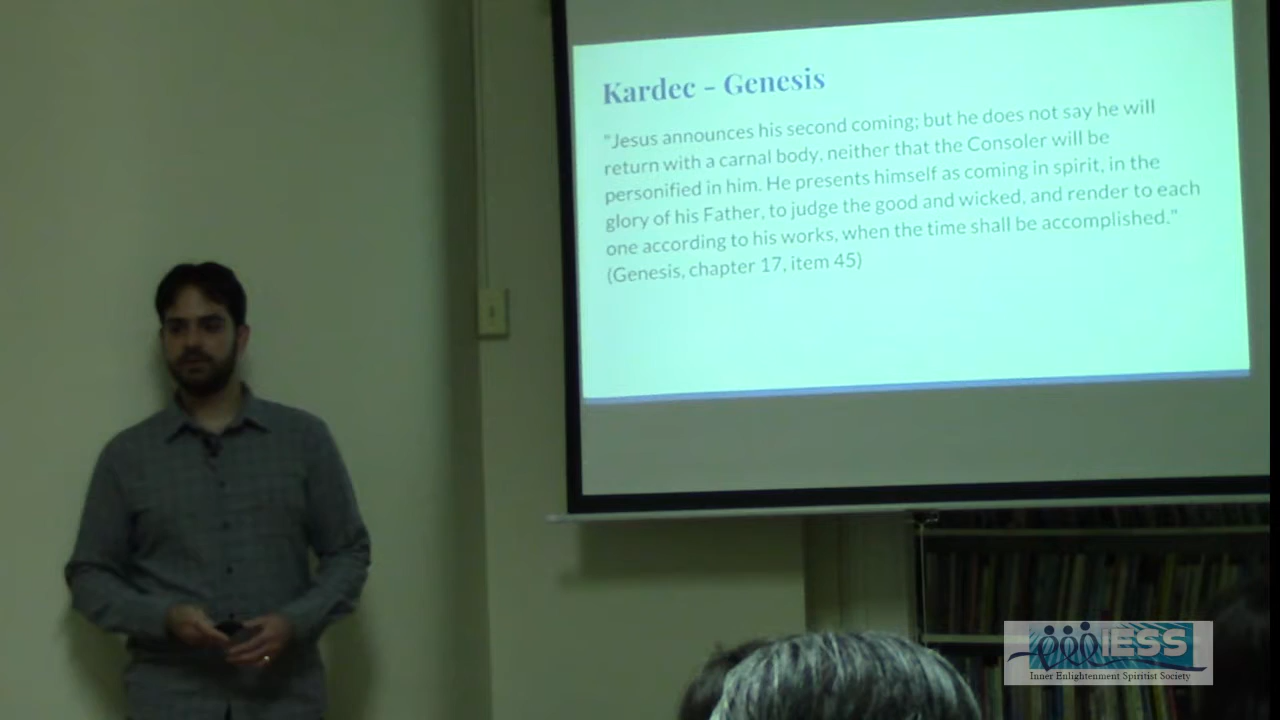 Kardec - Genesis
"Jesus announces his second coming; but he does not say he will
return with a carnal body, neither that the Consoler will be
personified in him. He presents himself as coming in spirit, in the
glory of his Father, to judge the good and wicked, and render to each
one according to his works, when the time shall be accomplished."
(Genesis, chapter 17, item 45)
IESS
Inner Enlightenment Spiritist Society